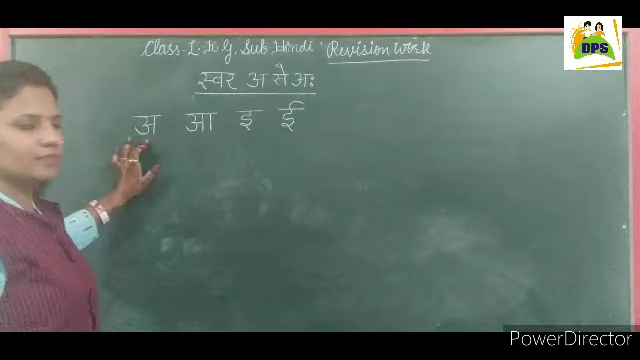 Class-L.K.G, Sub, Hindi, Revision Work
स्वर अ से अः
अ आ इ ई
DPS
PowerDirector